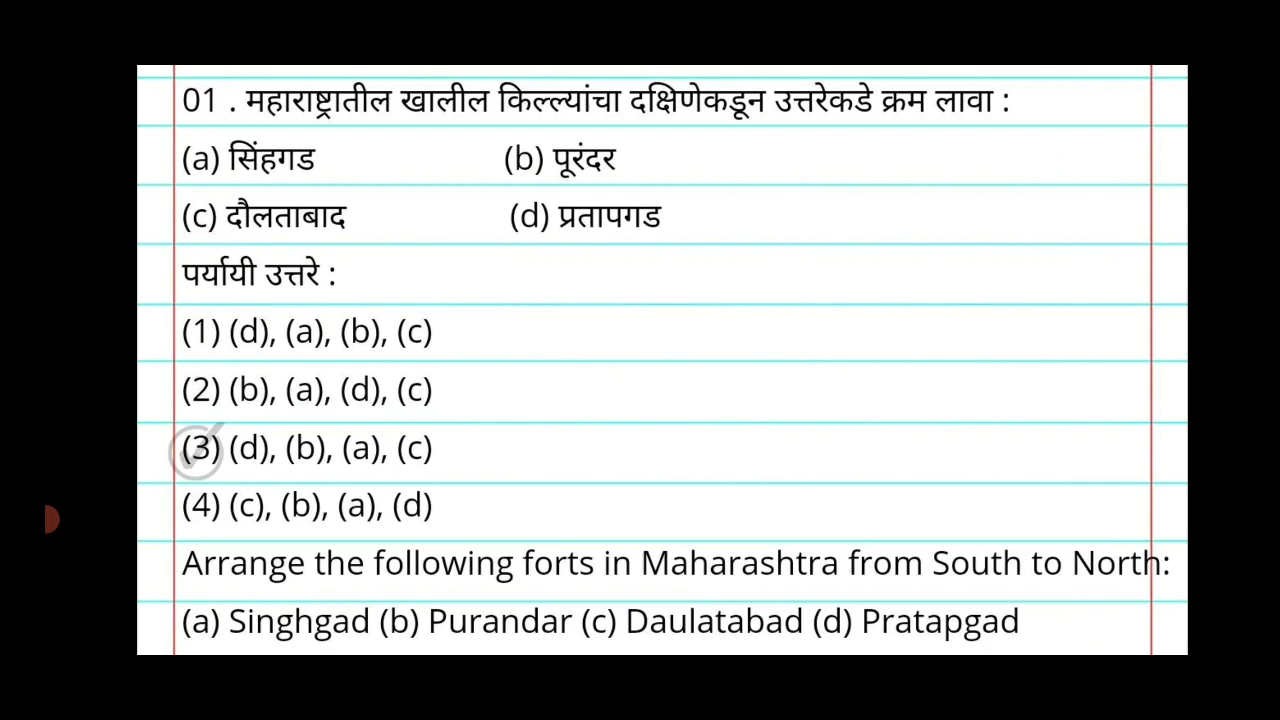 01 . महाराष्ट्रातील खालील किल्ल्यांचा दक्षिणेकडून उत्तरेकडे क्रम लावा :
(a) सिंहगड (b) पूरंदर
(c) दौलताबाद (d) प्रतापगड
पर्यायी उत्तरे :
(1) (d), (a), (b), (c)
(2) (b), (a), (d), (c)
(3) (d), (b), (a), (c)
(4) (c), (b), (a), (d)
Arrange the following forts in Maharashtra from South to North:
(a) Singhgad (b) Purandar (c) Daulatabad (d) Pratapgad